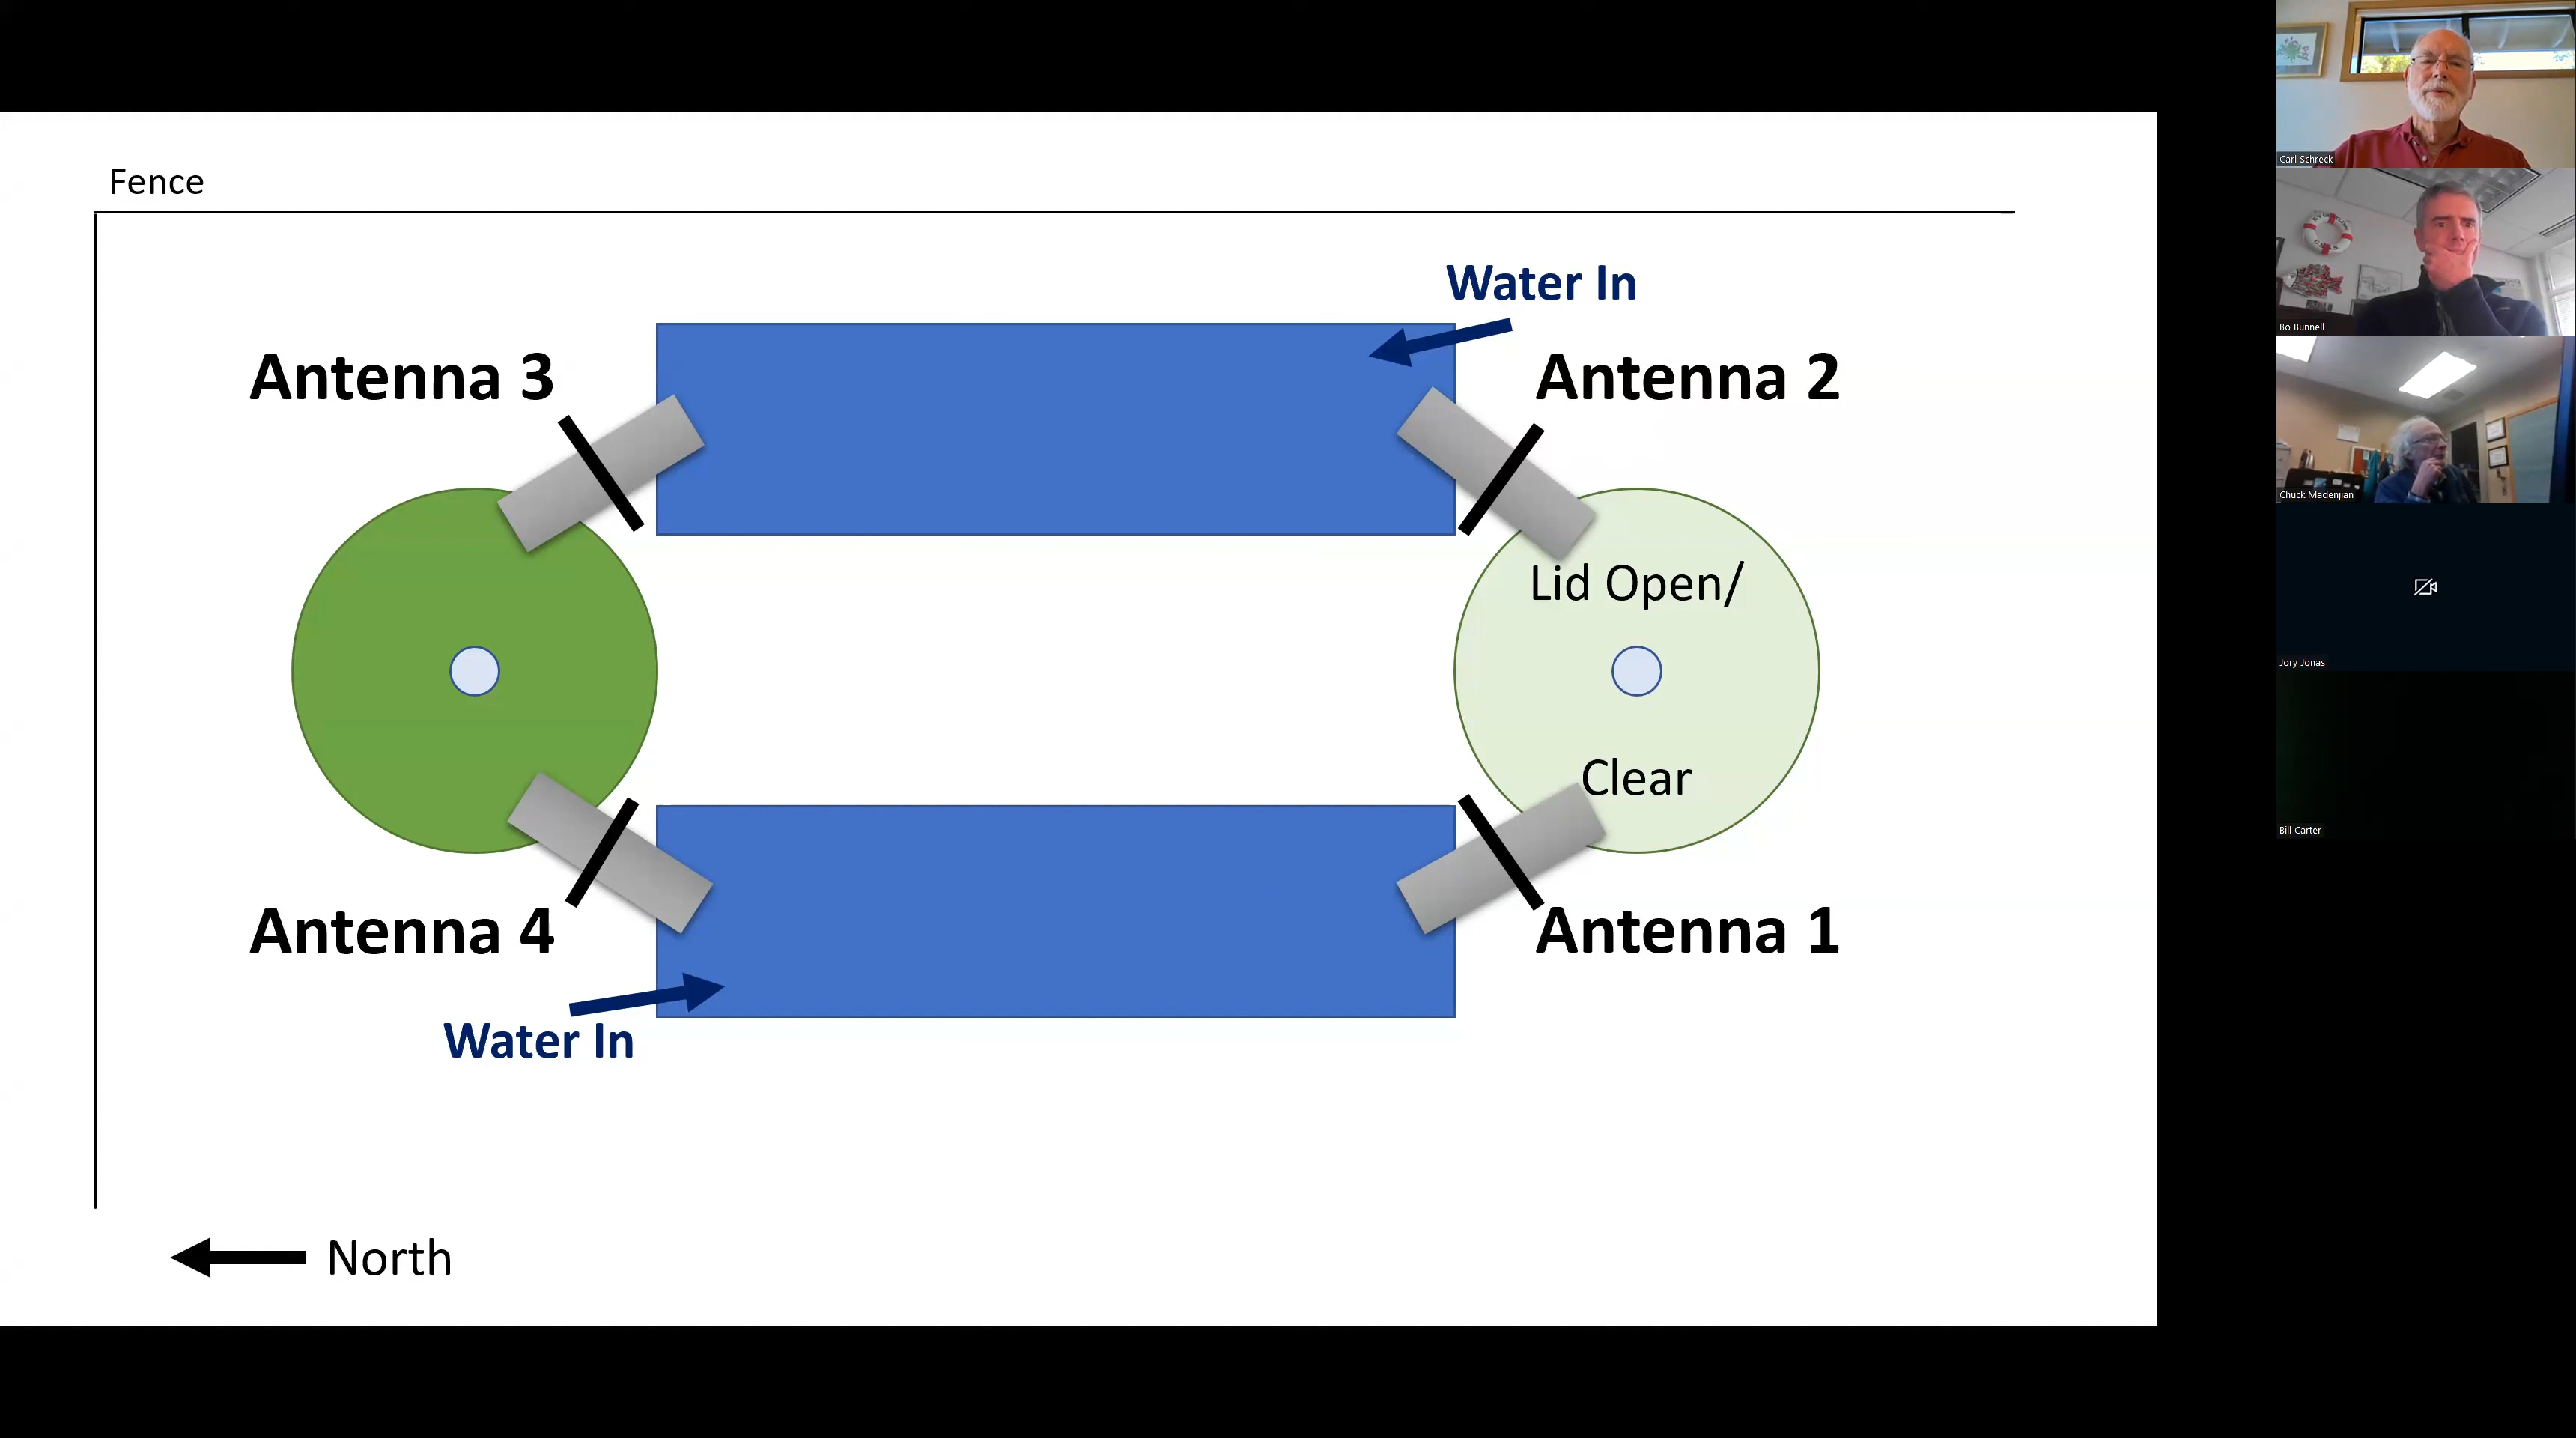 Fence
Water In
Antenna 3
Antenna 2
Lid Open/
Clear
Antenna 4
Antenna 1
Water In
North
Carl Schreck
Bo Bunnell
Chuck Madenjian
Jory Jonas
Bill Carter